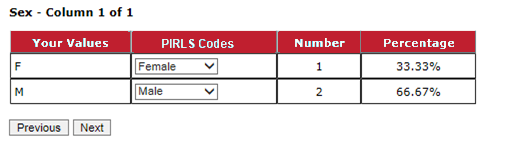 Sex - Column 1 of 1
Your Values PIRLS Codes Number Percentage
F Female 1 33.33%
M Male 2 66.67%
Previous Next